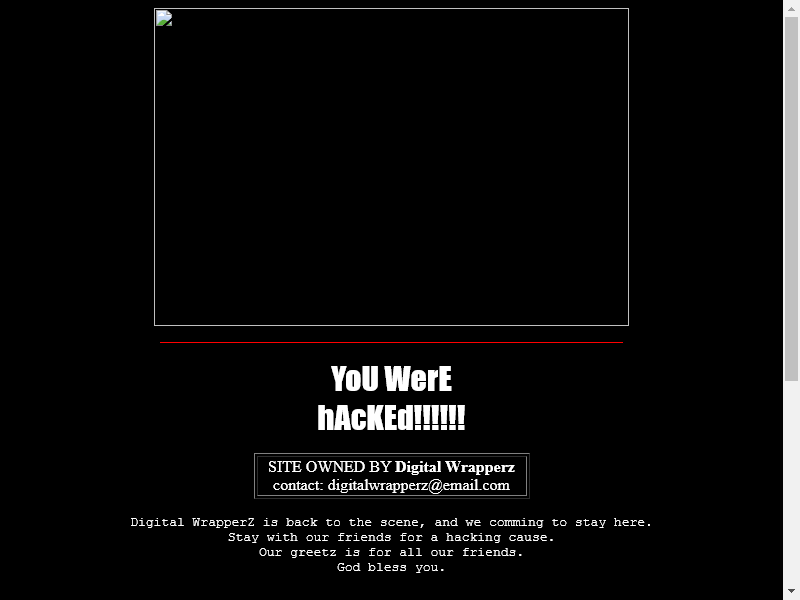 YoU WerE
hAcKEd!!!!!!
SITE OWNED BY Digital Wrapperz
contact: digitalwrapperz@email.com
Digital WrapperZ is back to the scene, and we comming to stay here.
Stay with our friends for a hacking cause.
Our greetz is for all our friends.
God bless you.